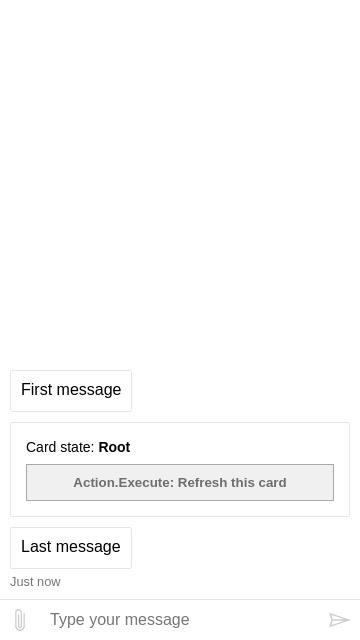 First message
Card state: Root
Action.Execute: Refresh this card
Last message
Just now
Type your message